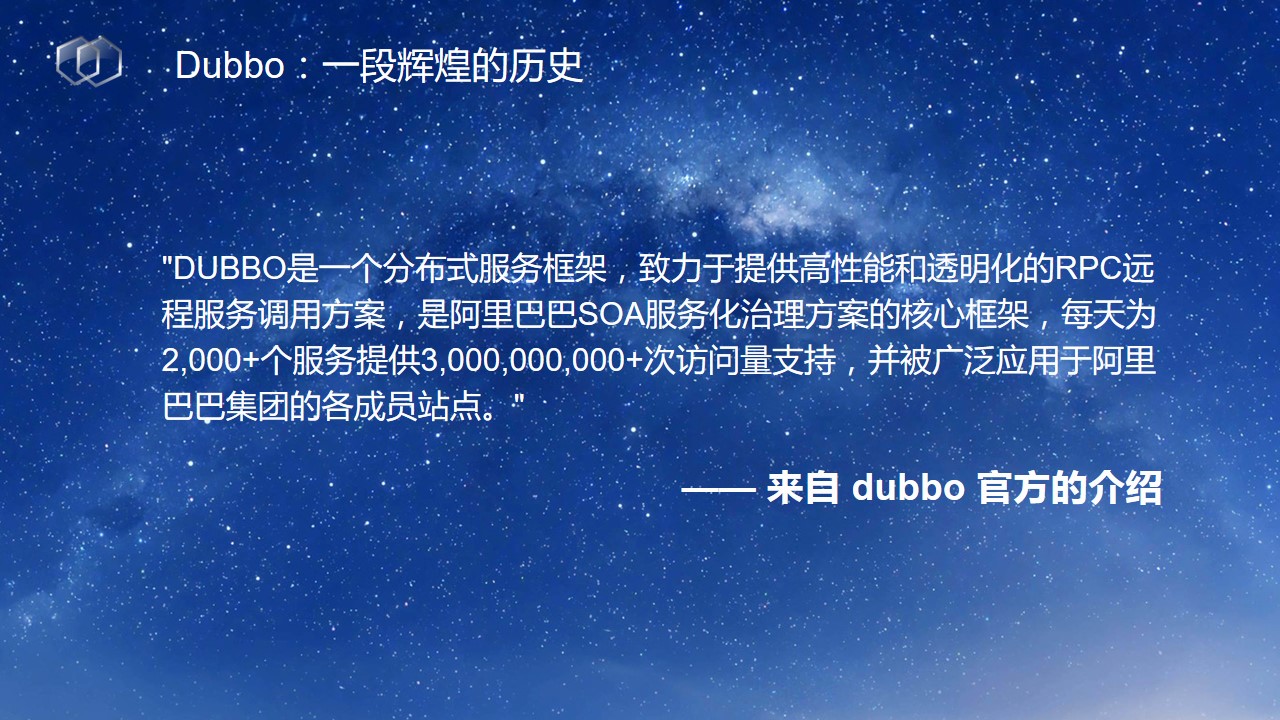 Dubbo：一段辉煌的历史
"DUBBO是一个分布式服务框架，致力于提供高性能和透明化的RPC远
程服务调用方案，是阿里巴巴SOA服务化治理方案的核心框架，每天为
2,000+个服务提供3,000,000,000+次访问量支持，并被广泛应用于阿里
巴巴集团的各成员站点。"
—— 来自 dubbo 官方的介绍